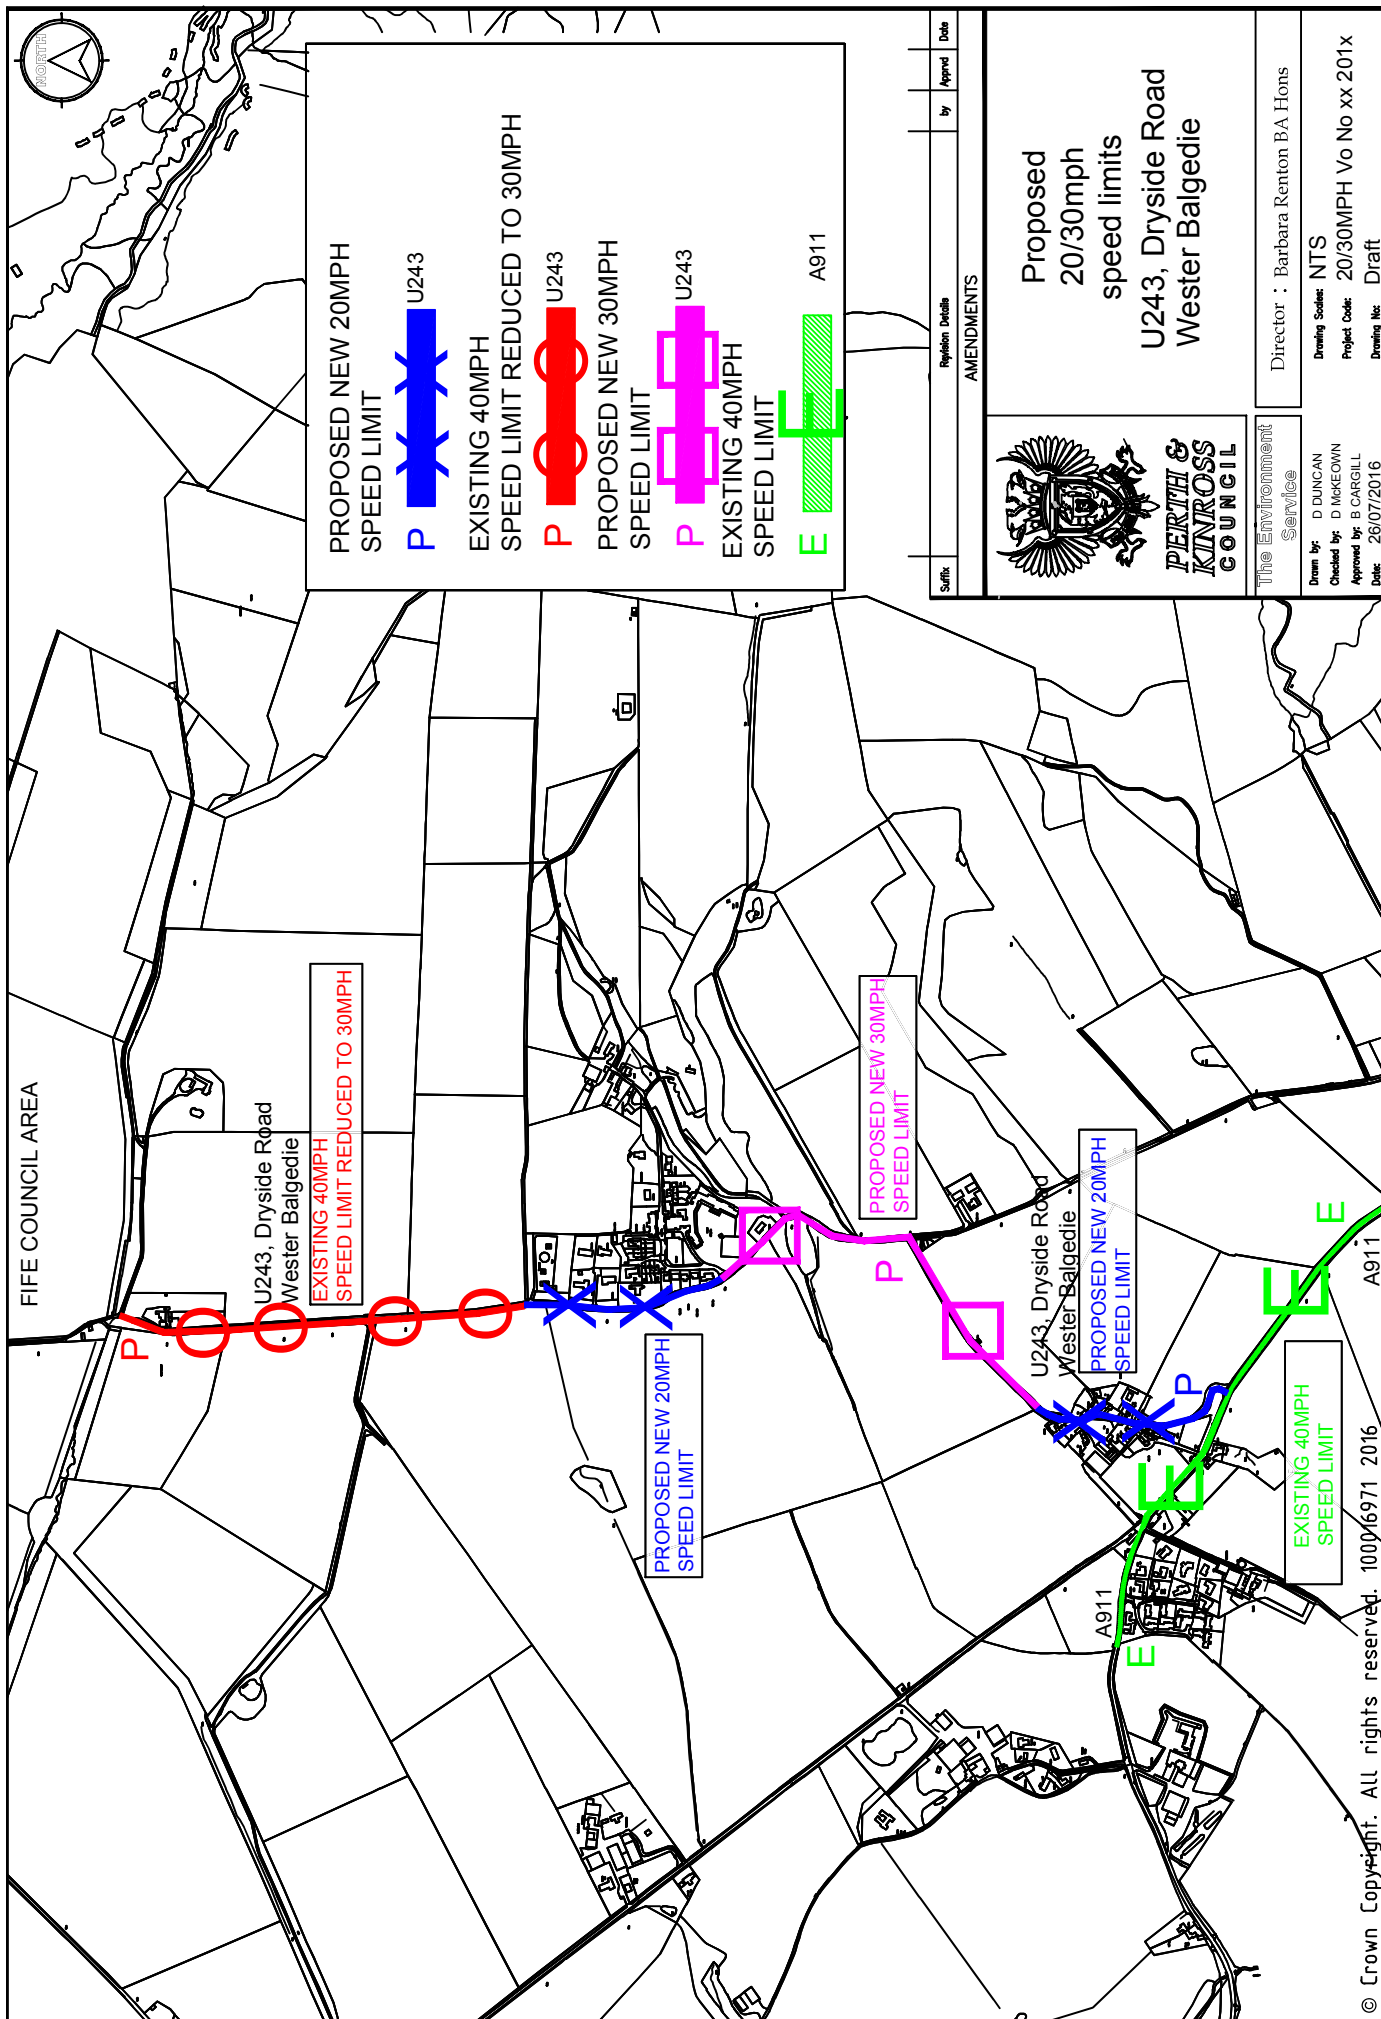 NORTH
FIFE COUNCIL AREA
U243, Dryside Road
Wester Balgedie
EXISTING 40MPH
SPEED LIMIT REDUCED TO 30MPH
P
PROPOSED NEW 20MPH
SPEED LIMIT
PROPOSED NEW 30MPH
SPEED LIMIT
P
U243, Dryside Road
Wester Balgedie
PROPOSED NEW 20MPH
SPEED LIMIT
P
E
E
A911
EXISTING 40MPH
SPEED LIMIT
E
A911
E
PROPOSED NEW 20MPH
SPEED LIMIT
P U243
EXISTING 40MPH
SPEED LIMIT REDUCED TO 30MPH
P U243
PROPOSED NEW 30MPH
SPEED LIMIT
P U243
EXISTING 40MPH
SPEED LIMIT
E E A911
Suffix Revision Details by Apprvd Date
AMENDMENTS
PERTH &
KINROSS
COUNCIL
Proposed
20/30mph
speed limits
U243, Dryside Road
Wester Balgedie
The Environment
Service
Director : Barbara Renton BA Hons
Drawn by: D DUNCAN
Checked by: D McKEOWN
Approved by: B CARGILL
Date: 26/07/2016
Drawing Scales: NTS
Project Code: 20/30MPH Vo No xx 201x
Drawing No: Draft
© Crown Copyright. All rights reserved. 100016971 2016